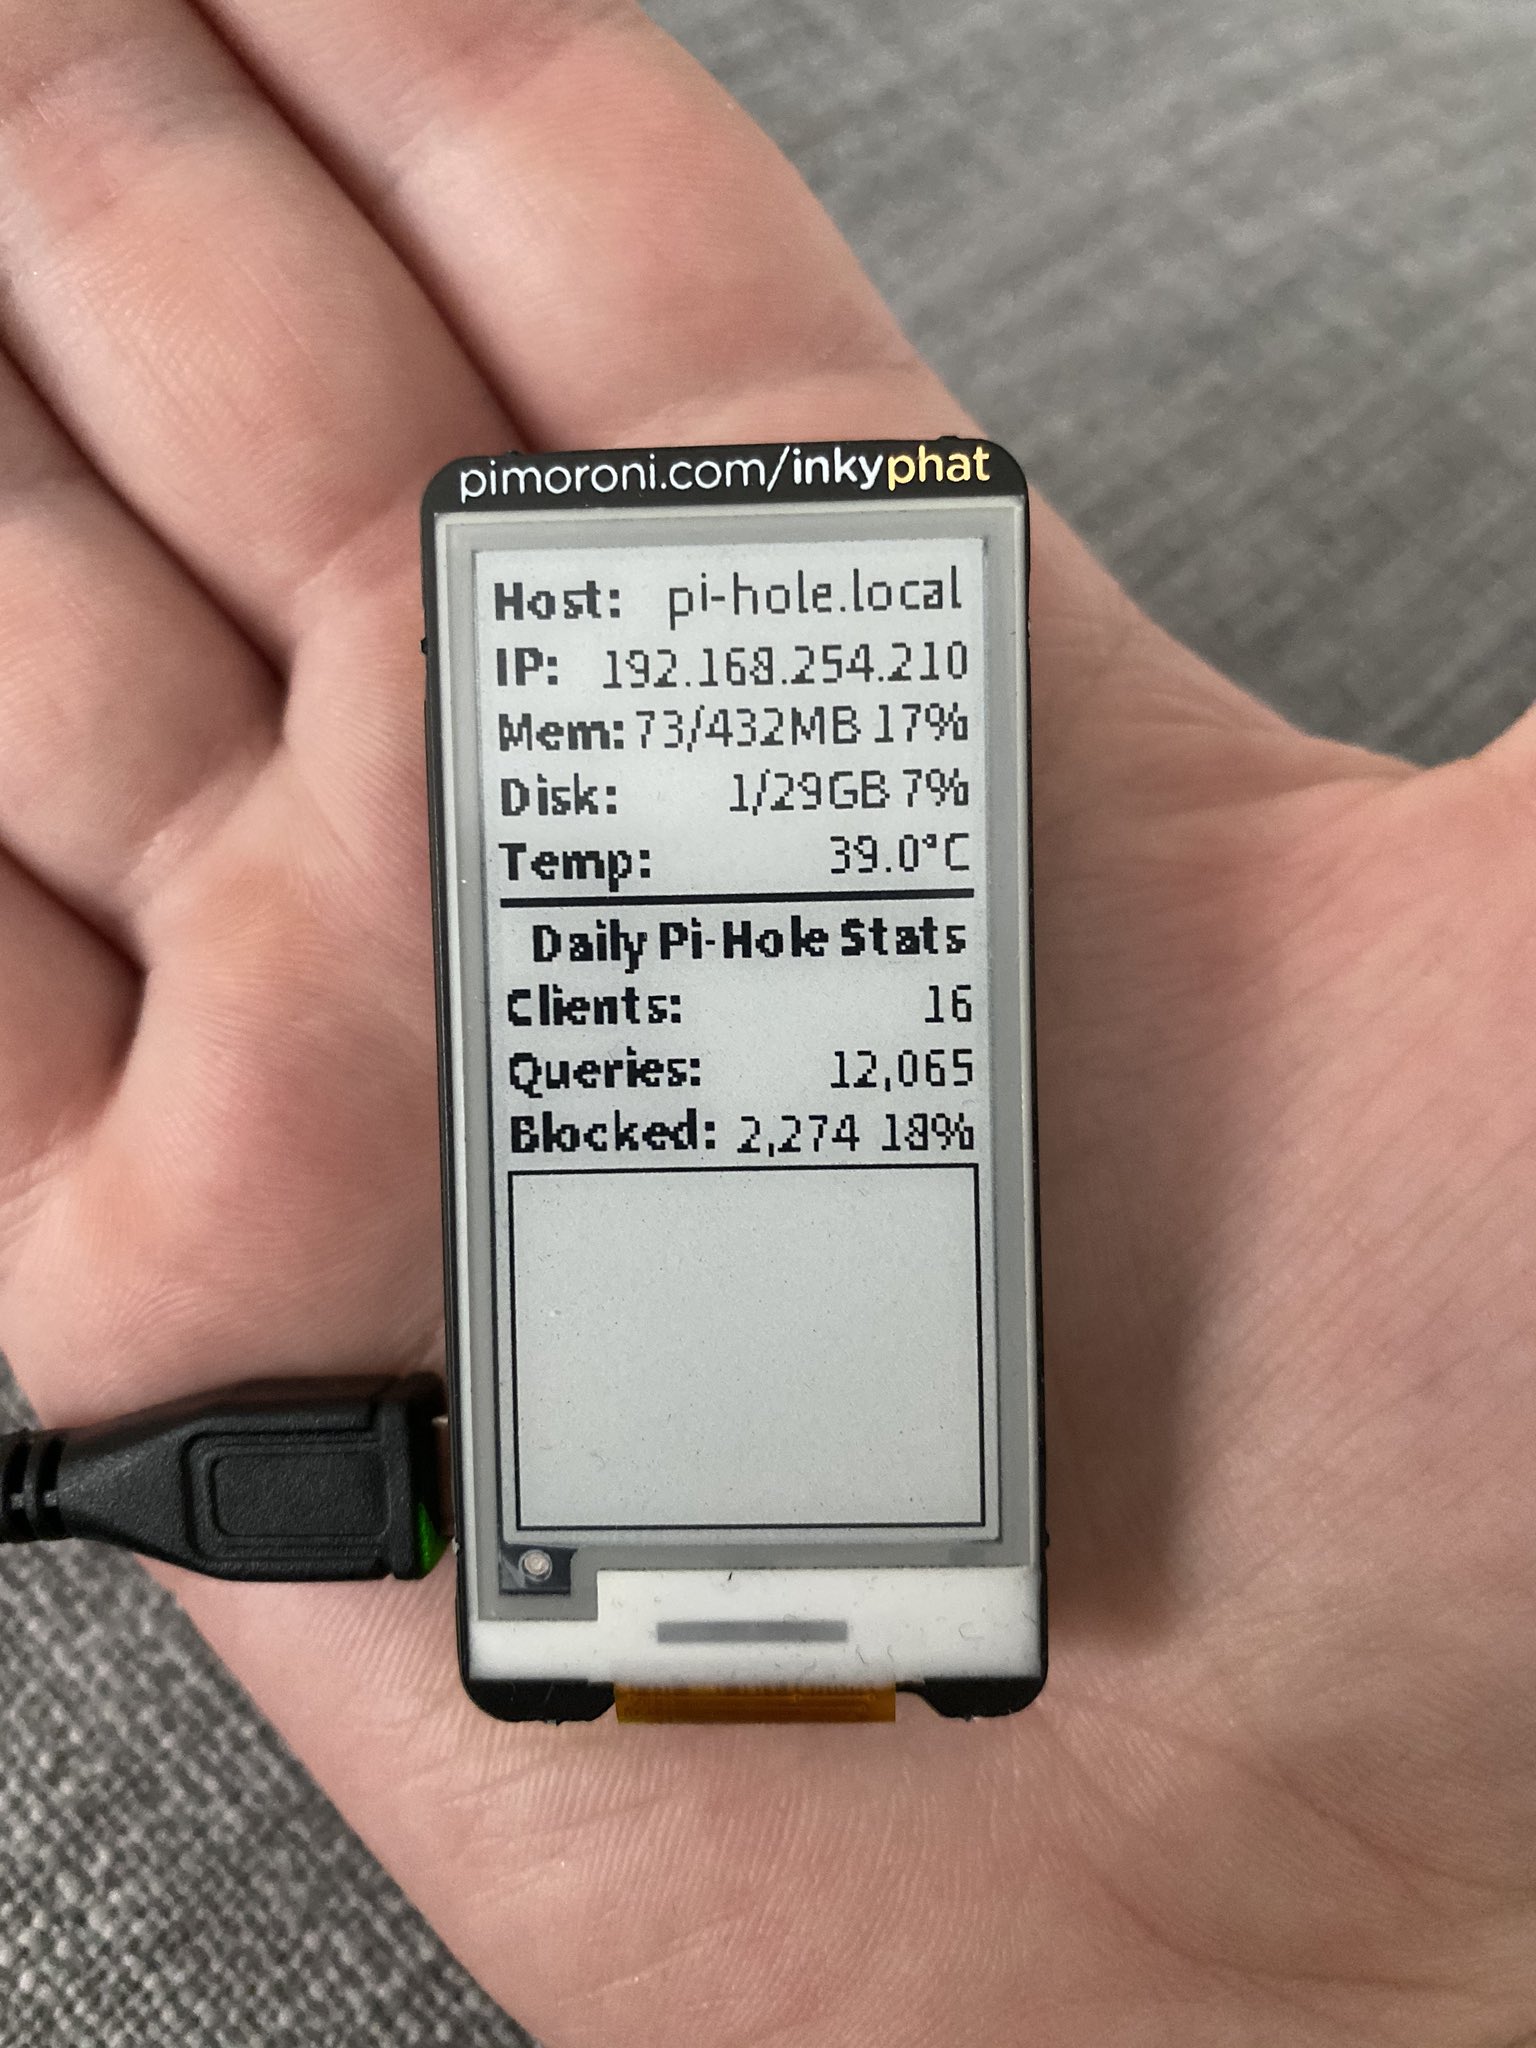 pimoroni.com/inkyphat
Host: pi-hole.local
IP: 192.168.254.210
Mem: 73/432MB 17%
Disk: 1/29GB 7%
Temp: 39.0°C
Daily Pi-Hole Stats
Clients: 16
Queries: 12,065
Blocked: 2,274 18%